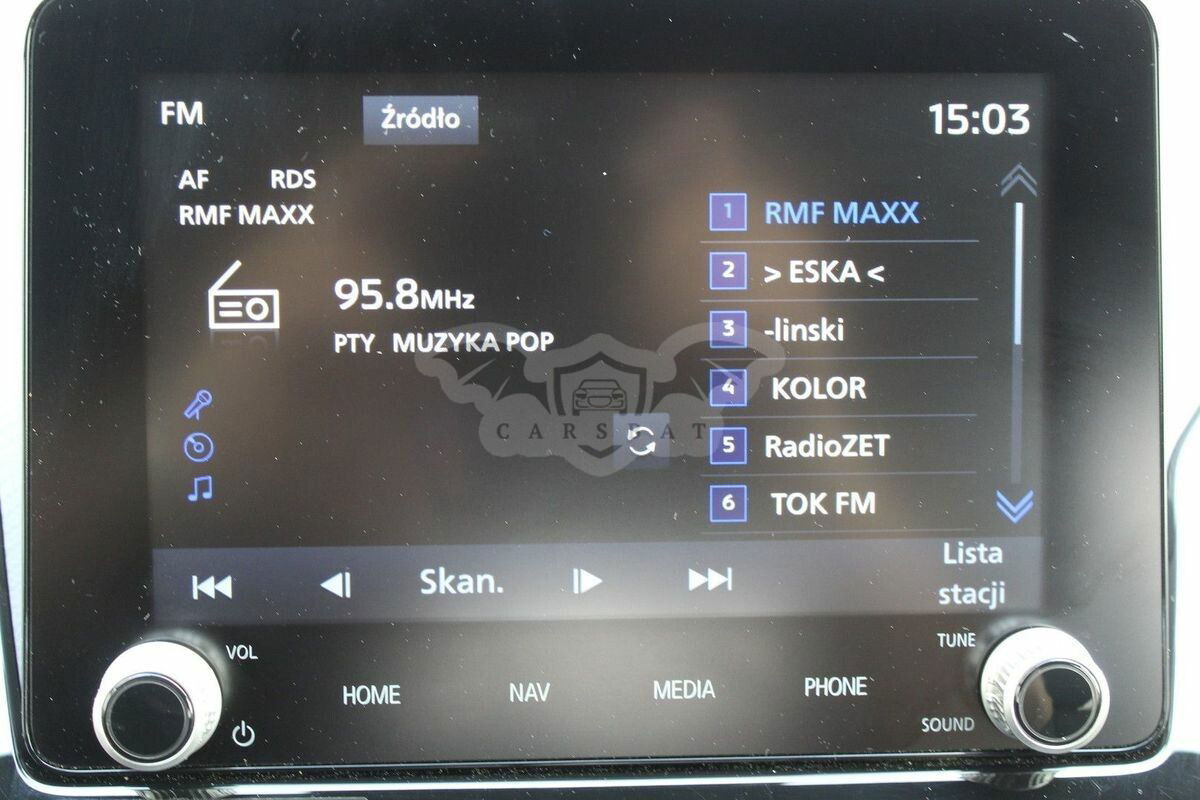 FM
Źródło
15:03
AF RDS
RMF MAXX
95.8MHz
PTY MUZYKA POP
1 RMF MAXX
2 > ESKA <
3 -linski
4 KOLOR
5 RadioZET
6 TOK FM
CARSBAT
Skan.
Lista
stacji
VOL
TUNE
HOME
NAV
MEDIA
PHONE
SOUND